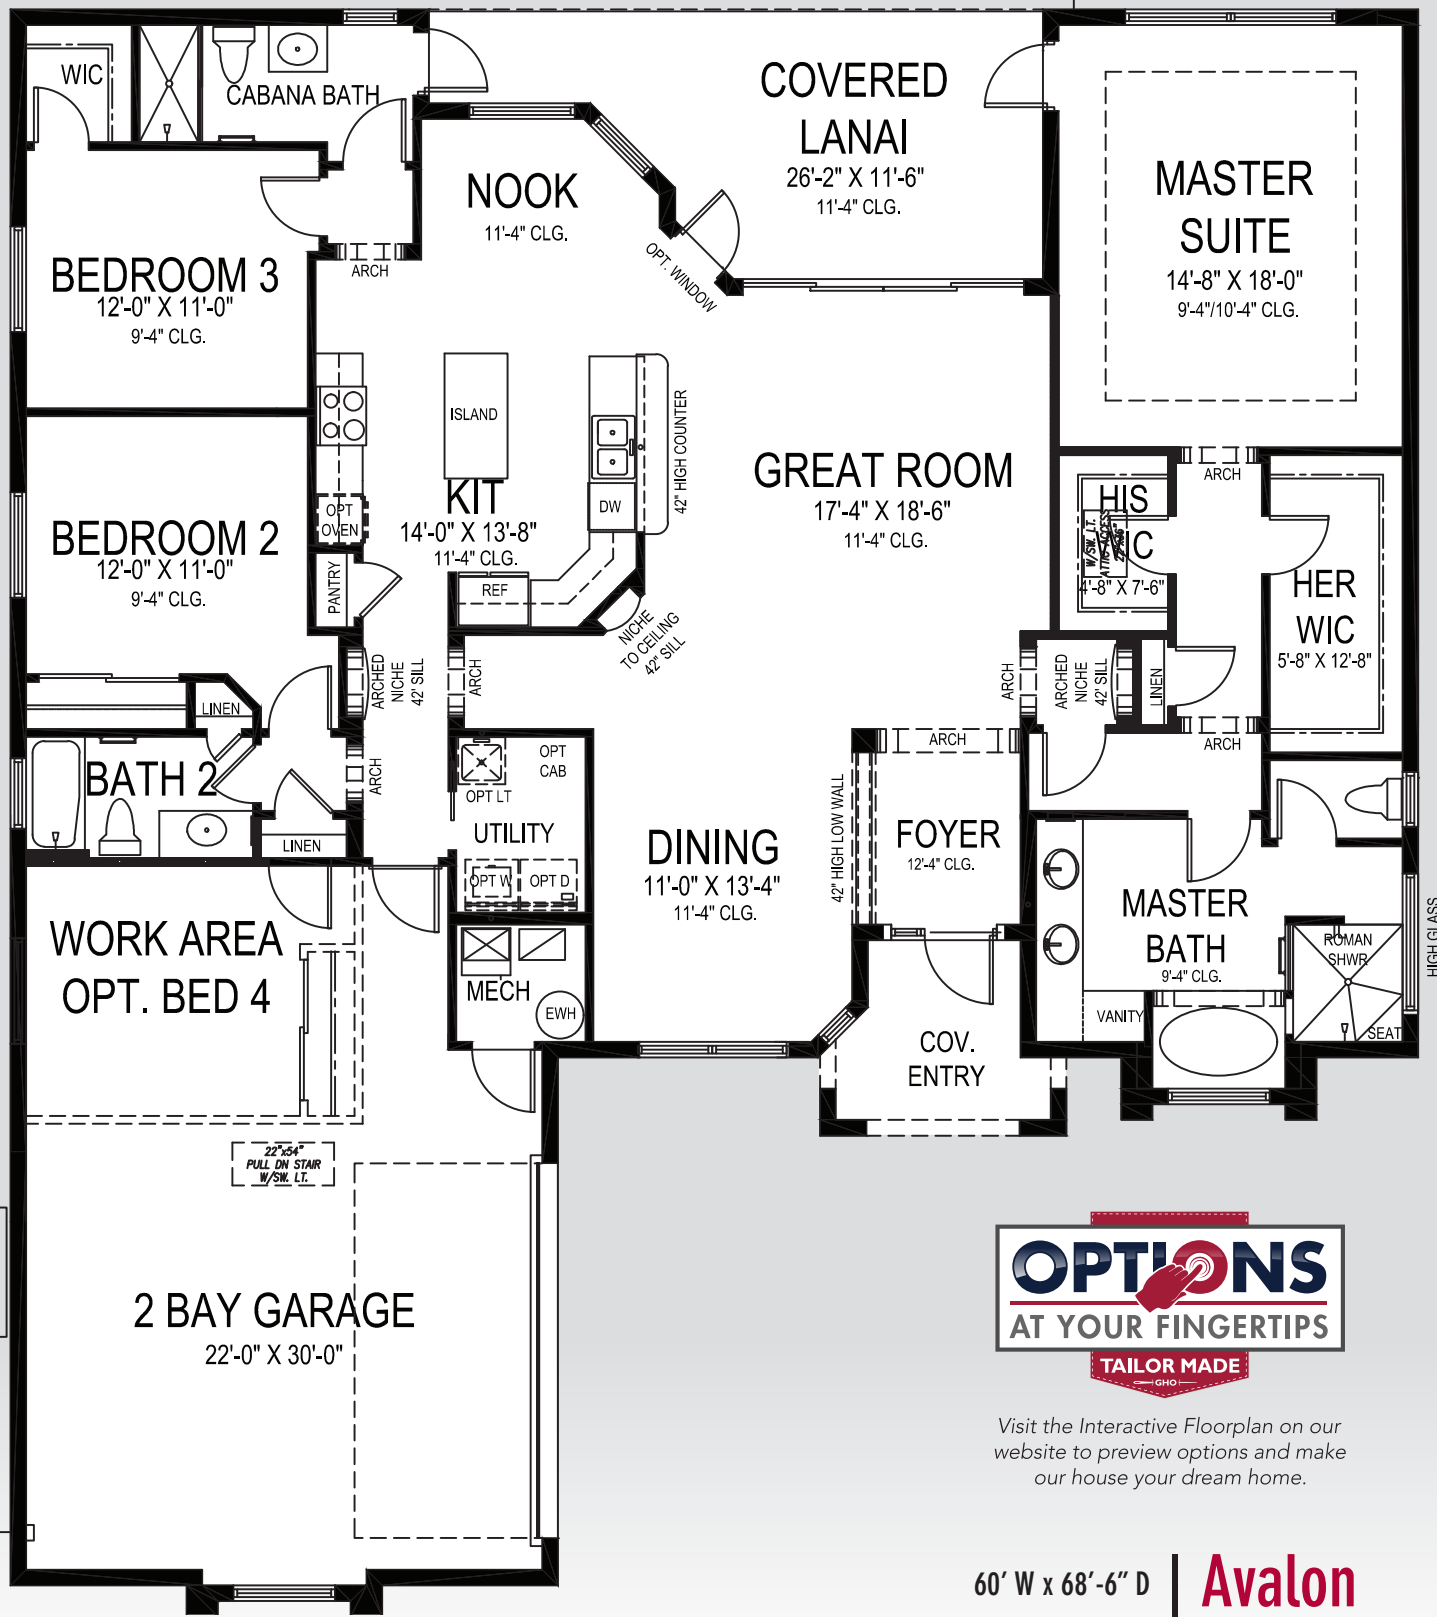 WIC
CABANA BATH
COVERED
LANAI
26'-2" X 11'-6"
11'-4" CLG.
MASTER
SUITE
14'-8" X 18'-0"
9'-4"/10'-4" CLG.
NOOK
11'-4" CLG.
ARCH
OPT. WINDOW
BEDROOM 3
12'-0" X 11'-0"
9'-4" CLG.
ISLAND
42" HIGH COUNTER
GREAT ROOM
17'-4" X 18'-6"
11'-4" CLG.
ARCH
KIT
14'-0" X 13'-8"
11'-4" CLG.
OPT
OVEN
DW
REF
PANTRY
BEDROOM 2
12'-0" X 11'-0"
9'-4" CLG.
HIS
WIC
4'-8" X 7'-6"
W/SW. LT.
ATTIC ACCESS
HER
WIC
5'-8" X 12'-8"
NICHE
TO CEILING
42" SILL
ARCHED
NICHE
42' SILL
ARCH
ARCH
ARCHED
NICHE
42' SILL
LINEN
ARCH
LINEN
BATH 2
LINEN
ARCH
OPT
CAB
OPT LT
UTILITY
OPT W
OPT D
ARCH
42" HIGH LOW WALL
FOYER
12'-4" CLG.
DINING
11'-0" X 13'-4"
11'-4" CLG.
MASTER
BATH
9'-4" CLG.
VANITY
ROMAN
SHWR
SEAT
HIGH GLASS
WORK AREA
OPT. BED 4
MECH
EWH
COV.
ENTRY
22"x54"
PULL DN STAIR
W/SW. LT.
2 BAY GARAGE
22'-0" X 30'-0"
OPTIONS
AT YOUR FINGERTIPS
TAILOR MADE
GHO
Visit the Interactive Floorplan on our
website to preview options and make
our house your dream home.
60' W x 68'-6" D | Avalon